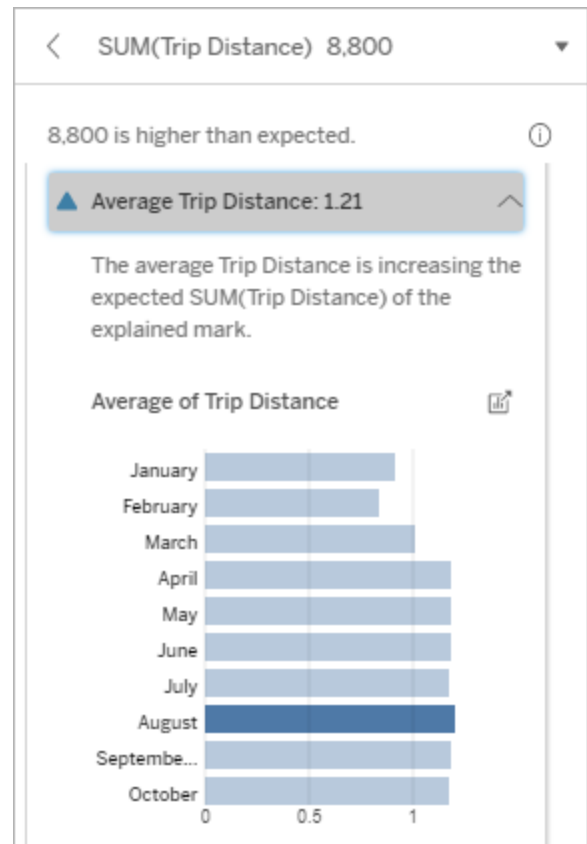 SUM(Trip Distance) 8,800
8,800 is higher than expected.
Average Trip Distance: 1.21
The average Trip Distance is increasing the
expected SUM(Trip Distance) of the
explained mark.
Average of Trip Distance
January
February
March
April
May
June
July
August
Septembe...
October
0 0.5 1